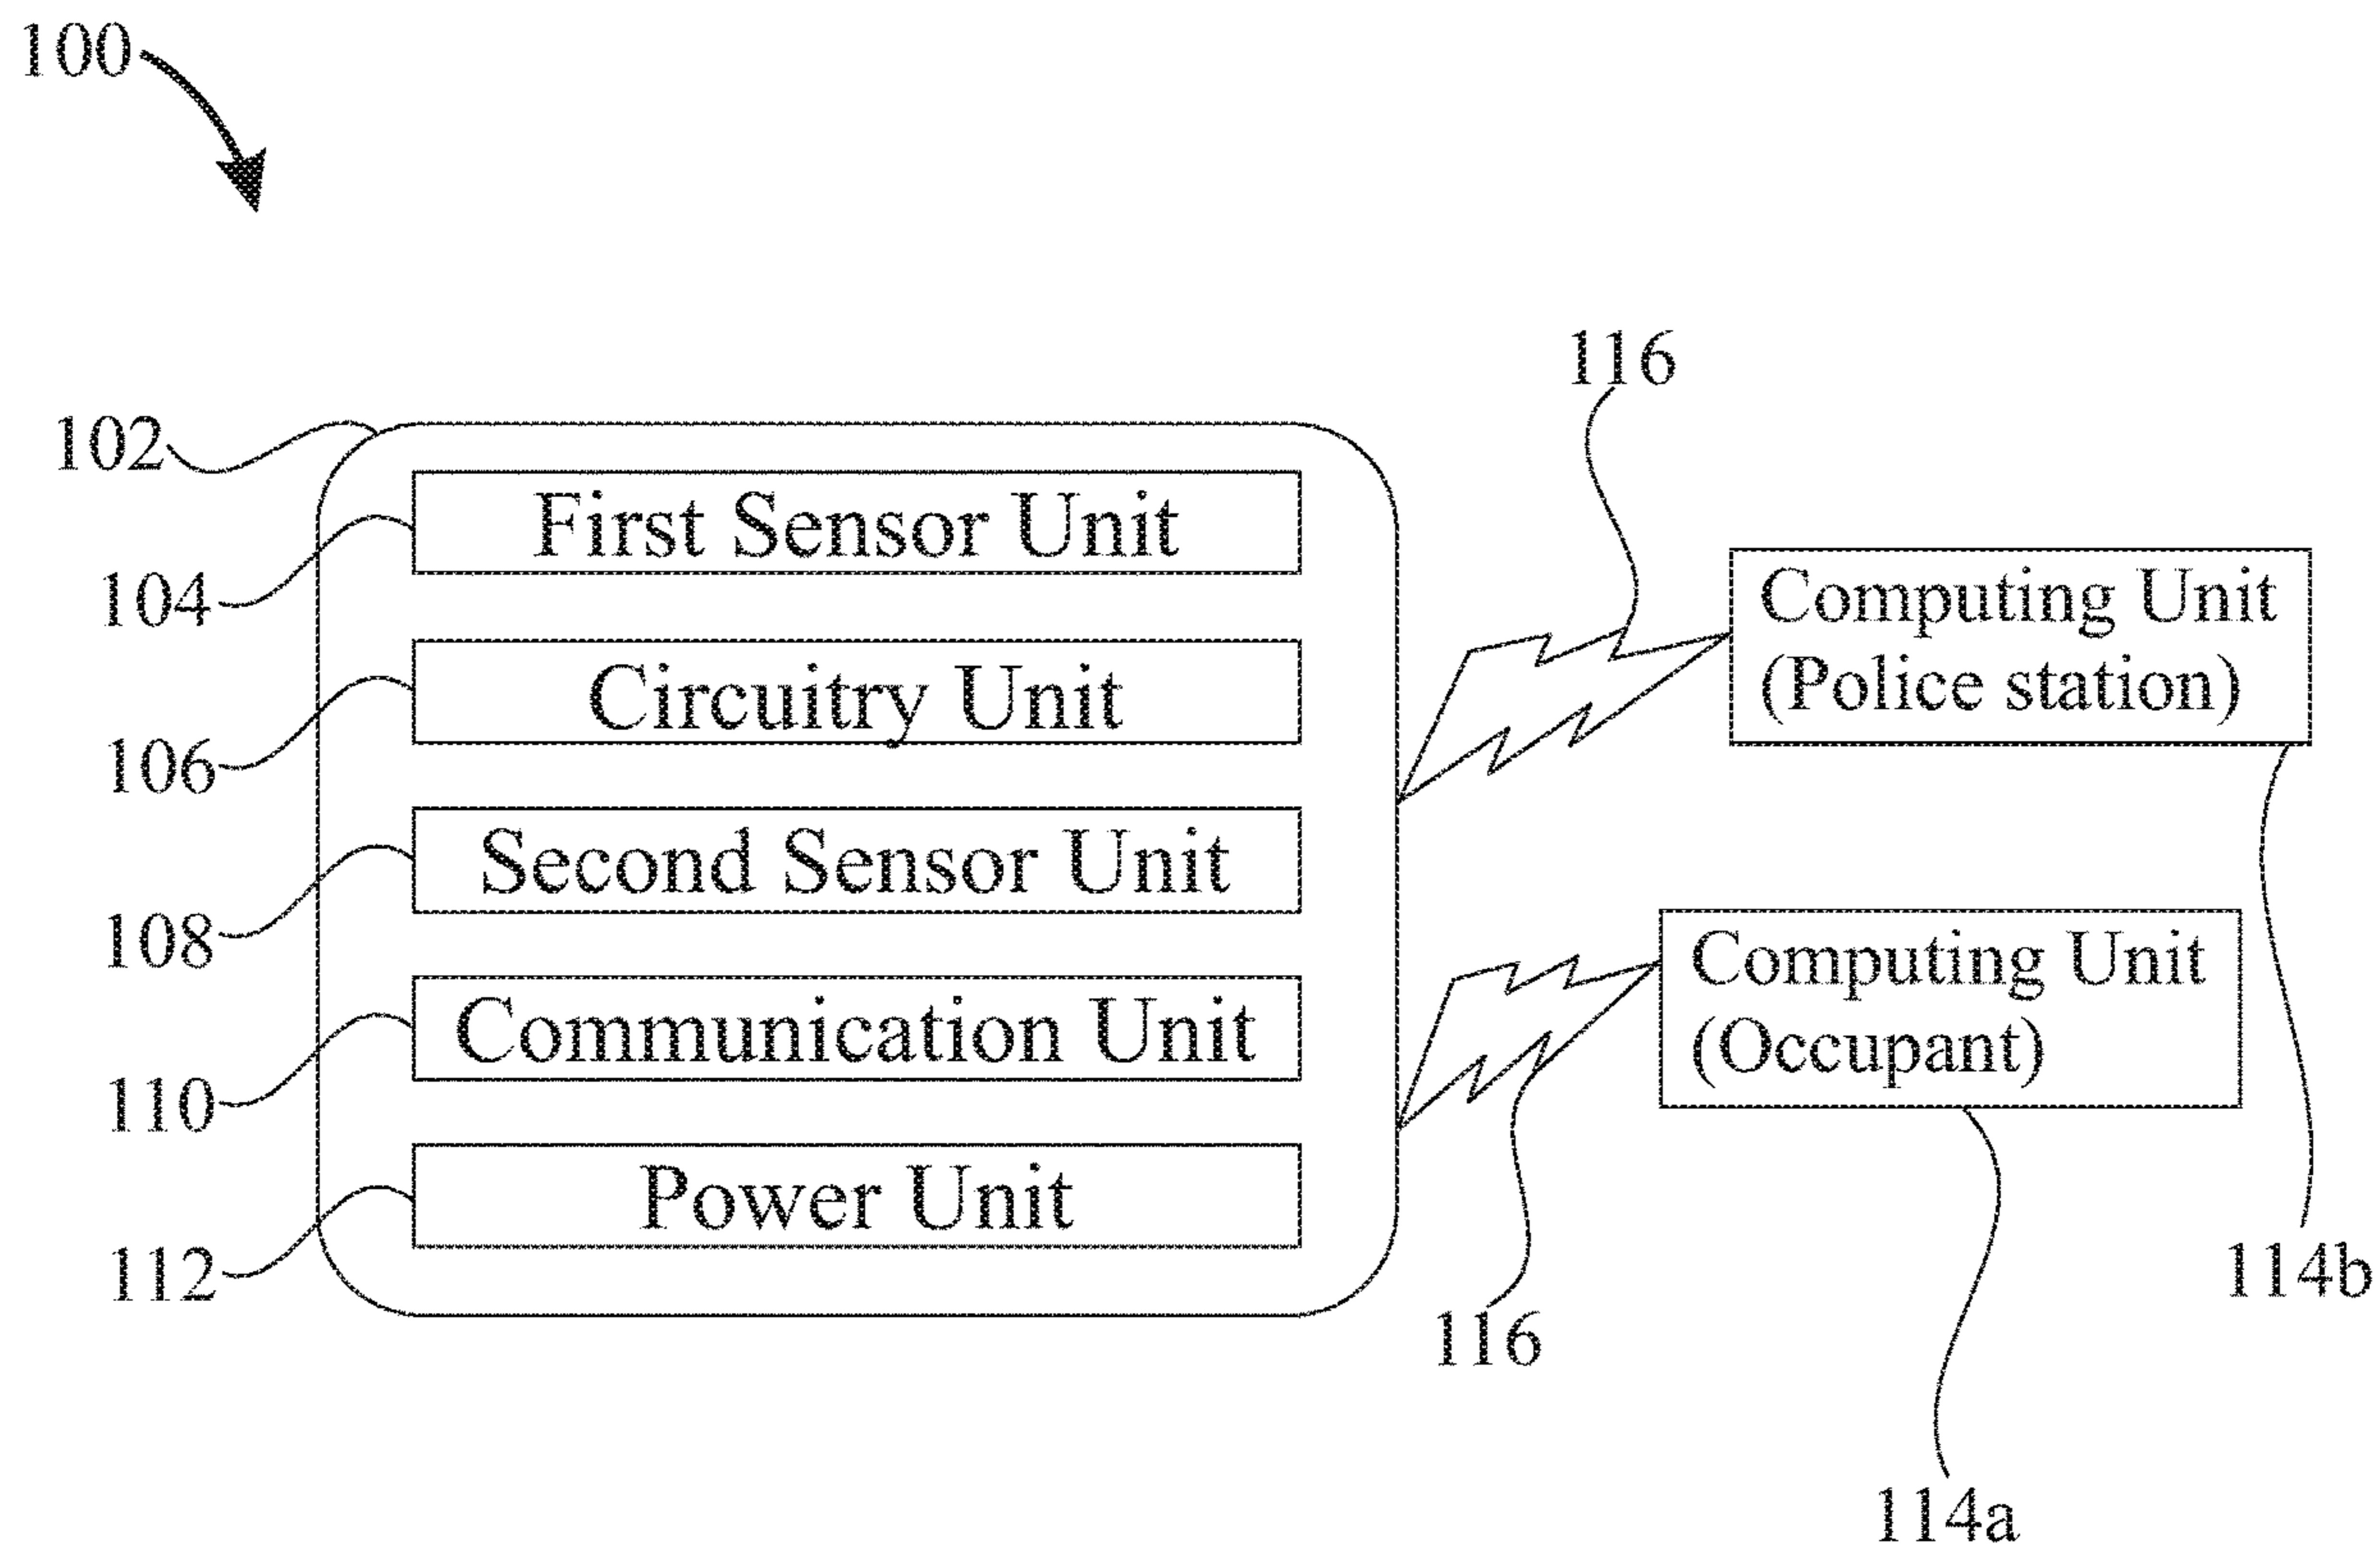 100
116
102
First Sensor Unit
104
Circuitry Unit
106
Second Sensor Unit
108
Communication Unit
110
Power Unit
112
Computing Unit
(Police station)
Computing Unit
(Occupant)
114b
116
114a